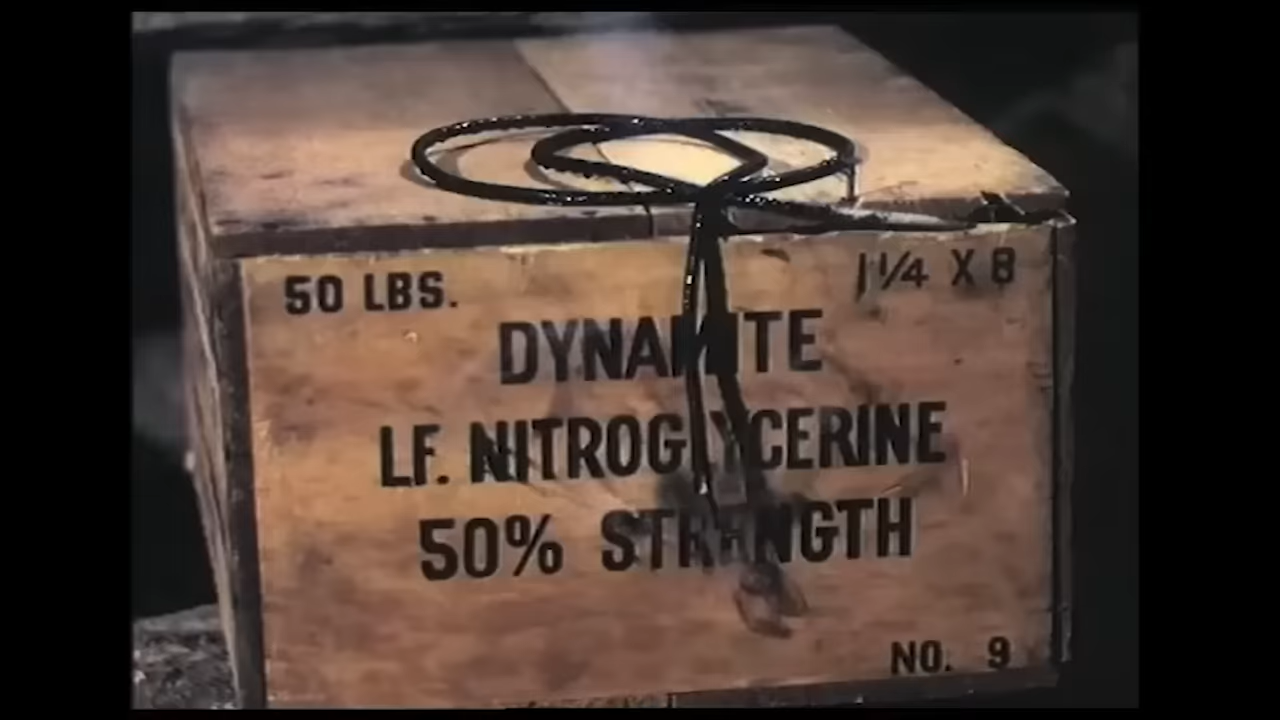 50 LBS. 1¼ X 8
DYNAMITE
LF. NITROGLYCERINE
50% STRENGTH
NO. 9